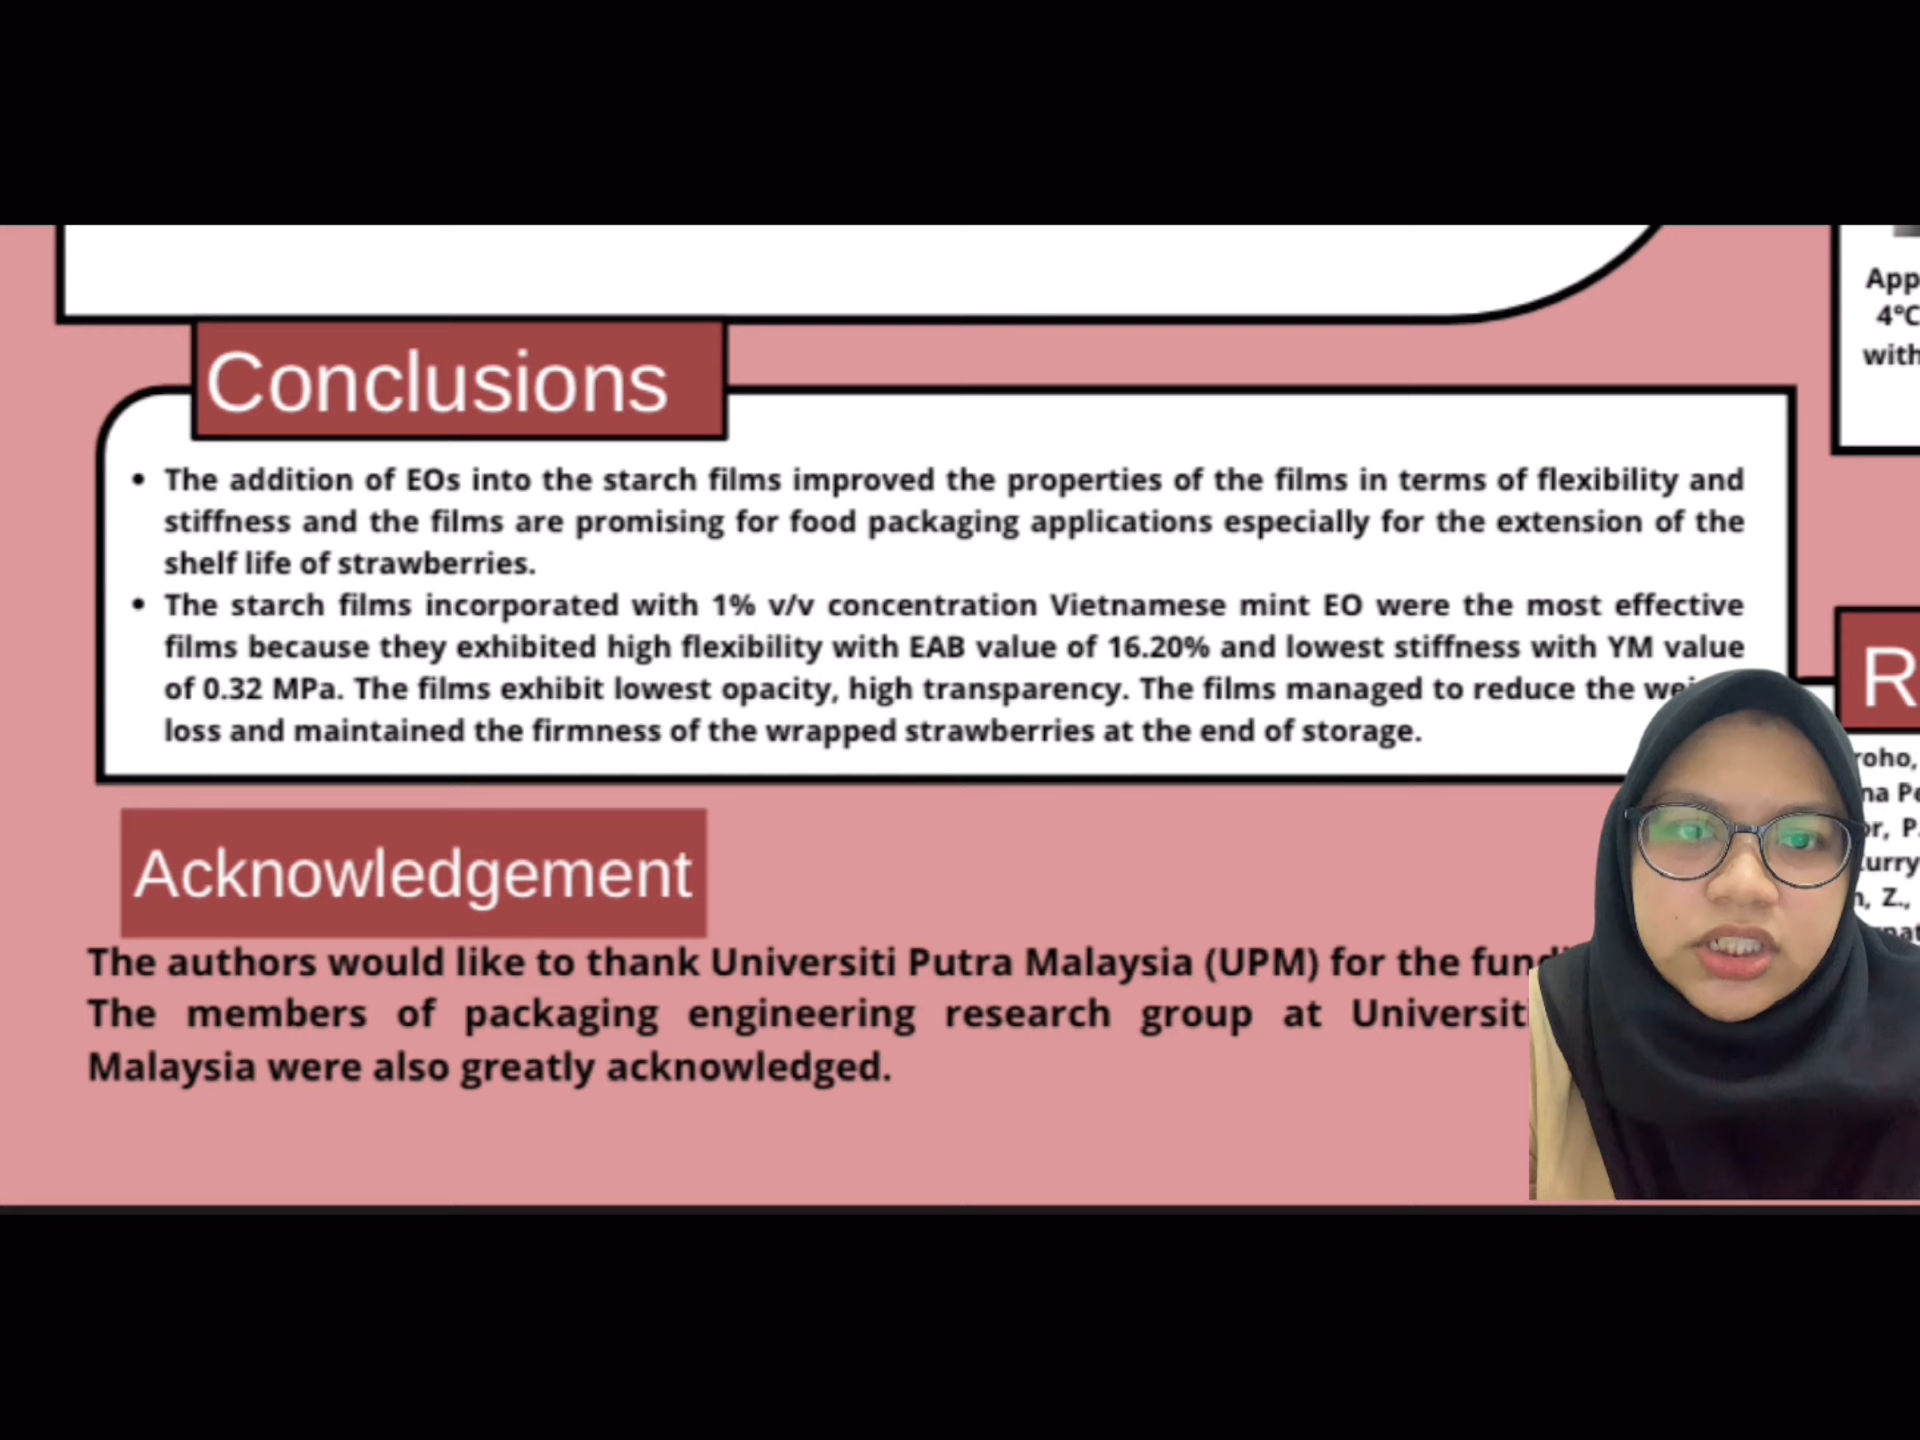 Conclusions
• The addition of EOs into the starch films improved the properties of the films in terms of flexibility and
stiffness and the films are promising for food packaging applications especially for the extension of the
shelf life of strawberries.
• The starch films incorporated with 1% v/v concentration Vietnamese mint EO were the most effective
films because they exhibited high flexibility with EAB value of 16.20% and lowest stiffness with YM value
of 0.32 MPa. The films exhibit lowest opacity, high transparency. The films managed to reduce the
loss and maintained the firmness of the wrapped strawberries at the end of storage.
Acknowledgement
The authors would like to thank Universiti Putra Malaysia (UPM) for the
The members of packaging engineering research group at Universiti
Malaysia were also greatly acknowledged.
4°C
with